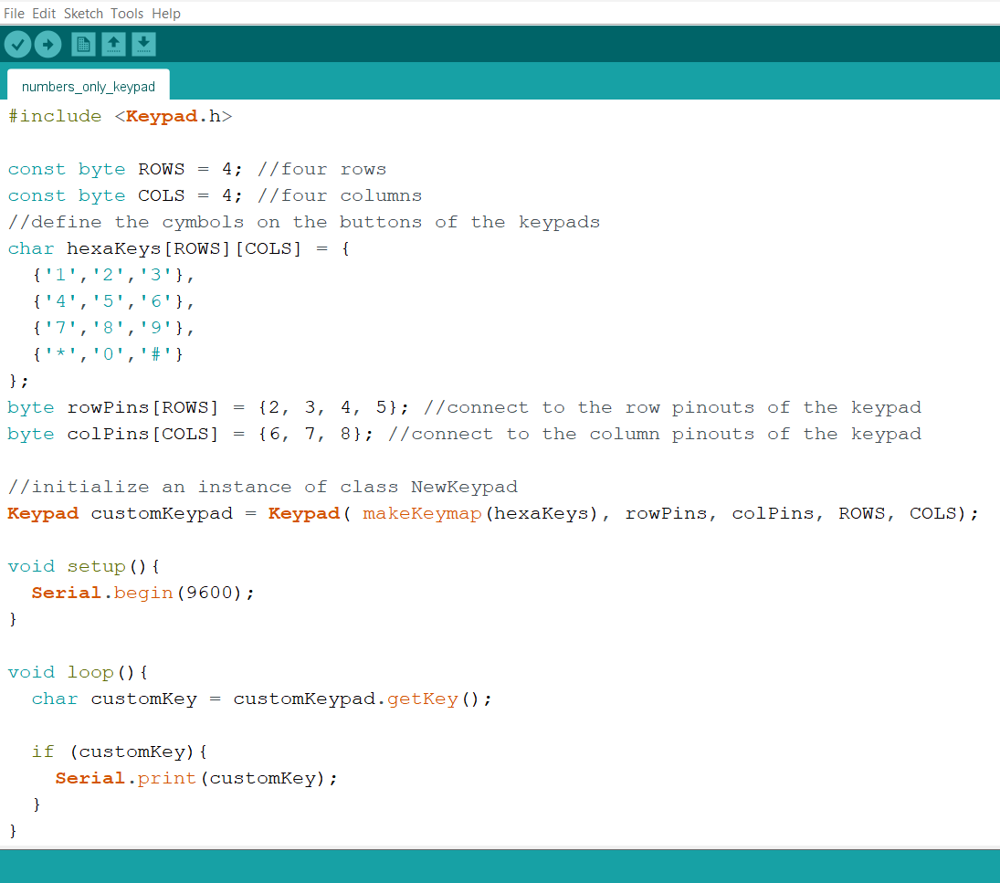 File Edit Sketch Tools Help
numbers_only_keypad
#include <Keypad.h>
const byte ROWS = 4; //four rows
const byte COLS = 4; //four columns
//define the cymbols on the buttons of the keypads
char hexaKeys[ROWS][COLS] = {
  {'1','2','3'},
  {'4','5','6'},
  {'7','8','9'},
  {'*','0','#'}
};
byte rowPins[ROWS] = {2, 3, 4, 5}; //connect to the row pinouts of the keypad
byte colPins[COLS] = {6, 7, 8}; //connect to the column pinouts of the keypad
//initialize an instance of class NewKeypad
Keypad customKeypad = Keypad( makeKeymap(hexaKeys), rowPins, colPins, ROWS, COLS);
void setup(){
  Serial.begin(9600);
}
void loop(){
  char customKey = customKeypad.getKey();
  if (customKey){
    Serial.print(customKey);
  }
}